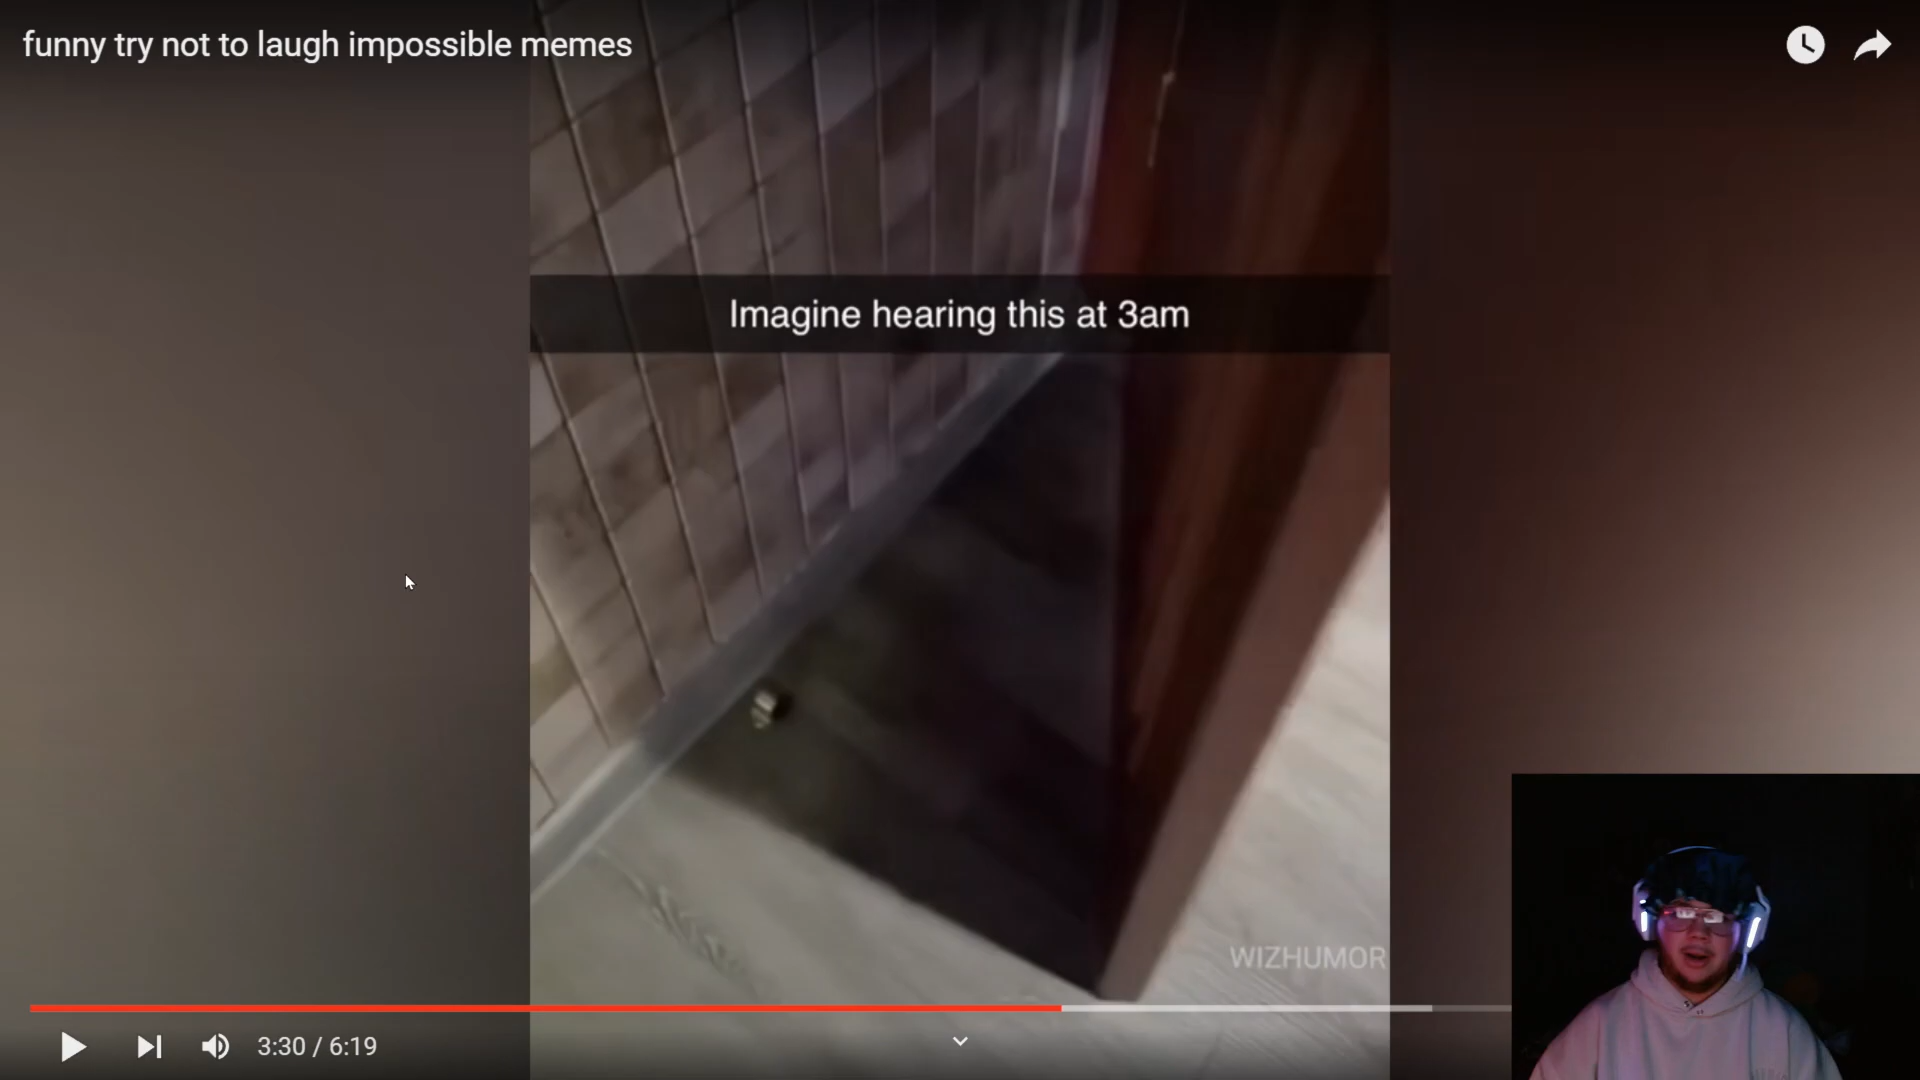 funny try not to laugh impossible memes
Imagine hearing this at 3am
WIZHUMOR
3:30 / 6:19